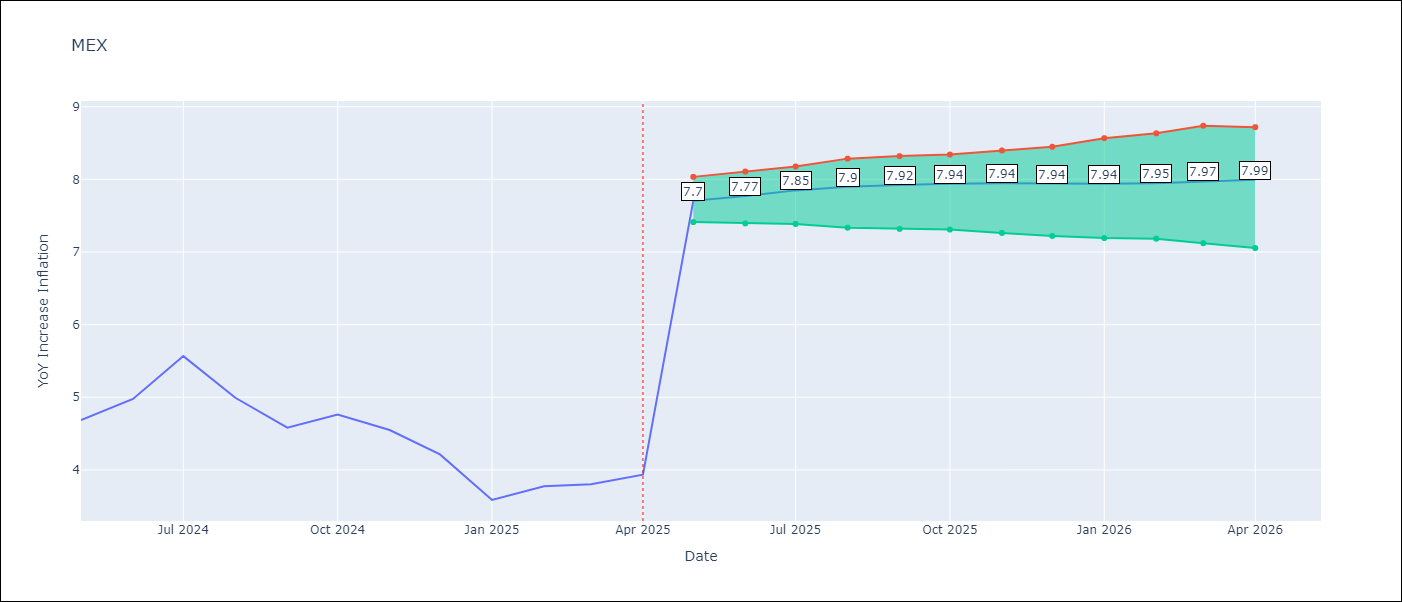 MEX
YoY Increase Inflation
9
8
7
6
5
4
7.7
7.77
7.85
7.9
7.92
7.94
7.94
7.94
7.94
7.95
7.97
7.99
Jul 2024
Oct 2024
Jan 2025
Apr 2025
Jul 2025
Oct 2025
Jan 2026
Apr 2026
Date